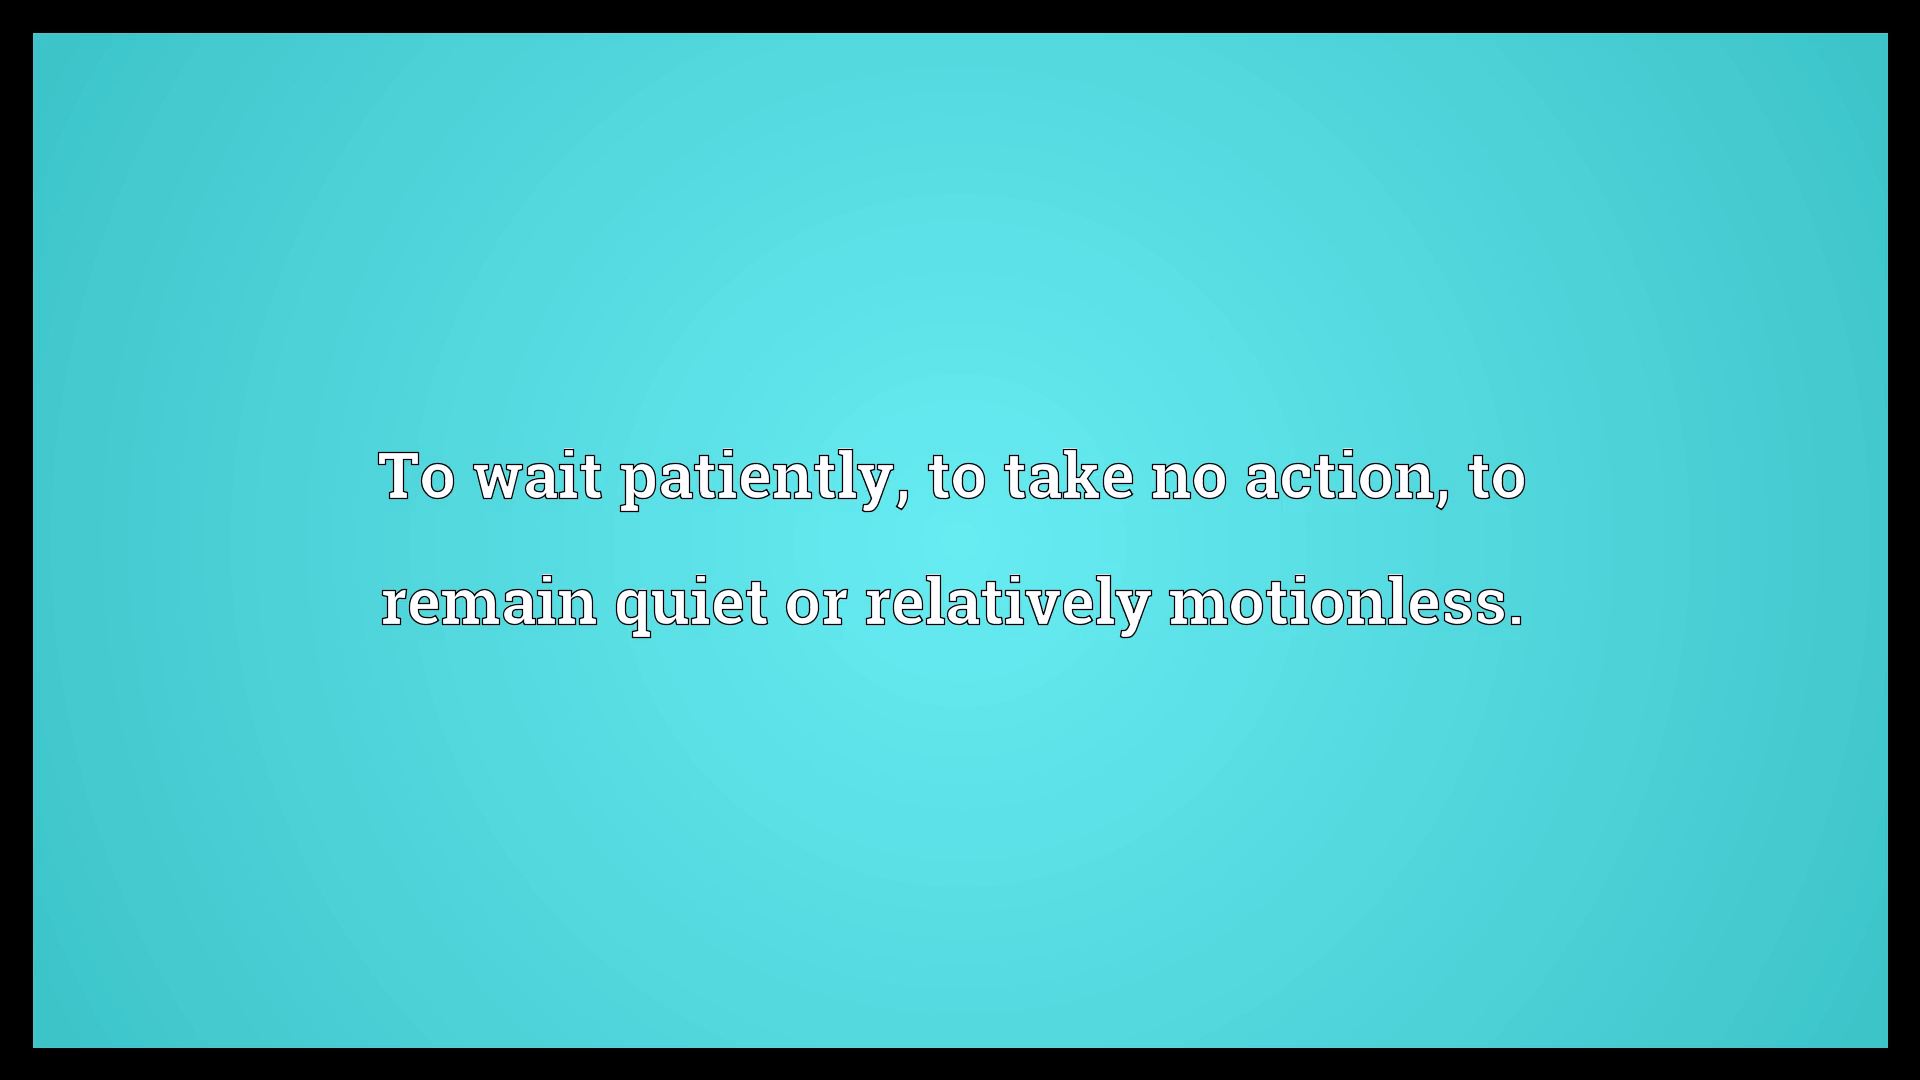 To wait patiently, to take no action, to
remain quiet or relatively motionless.